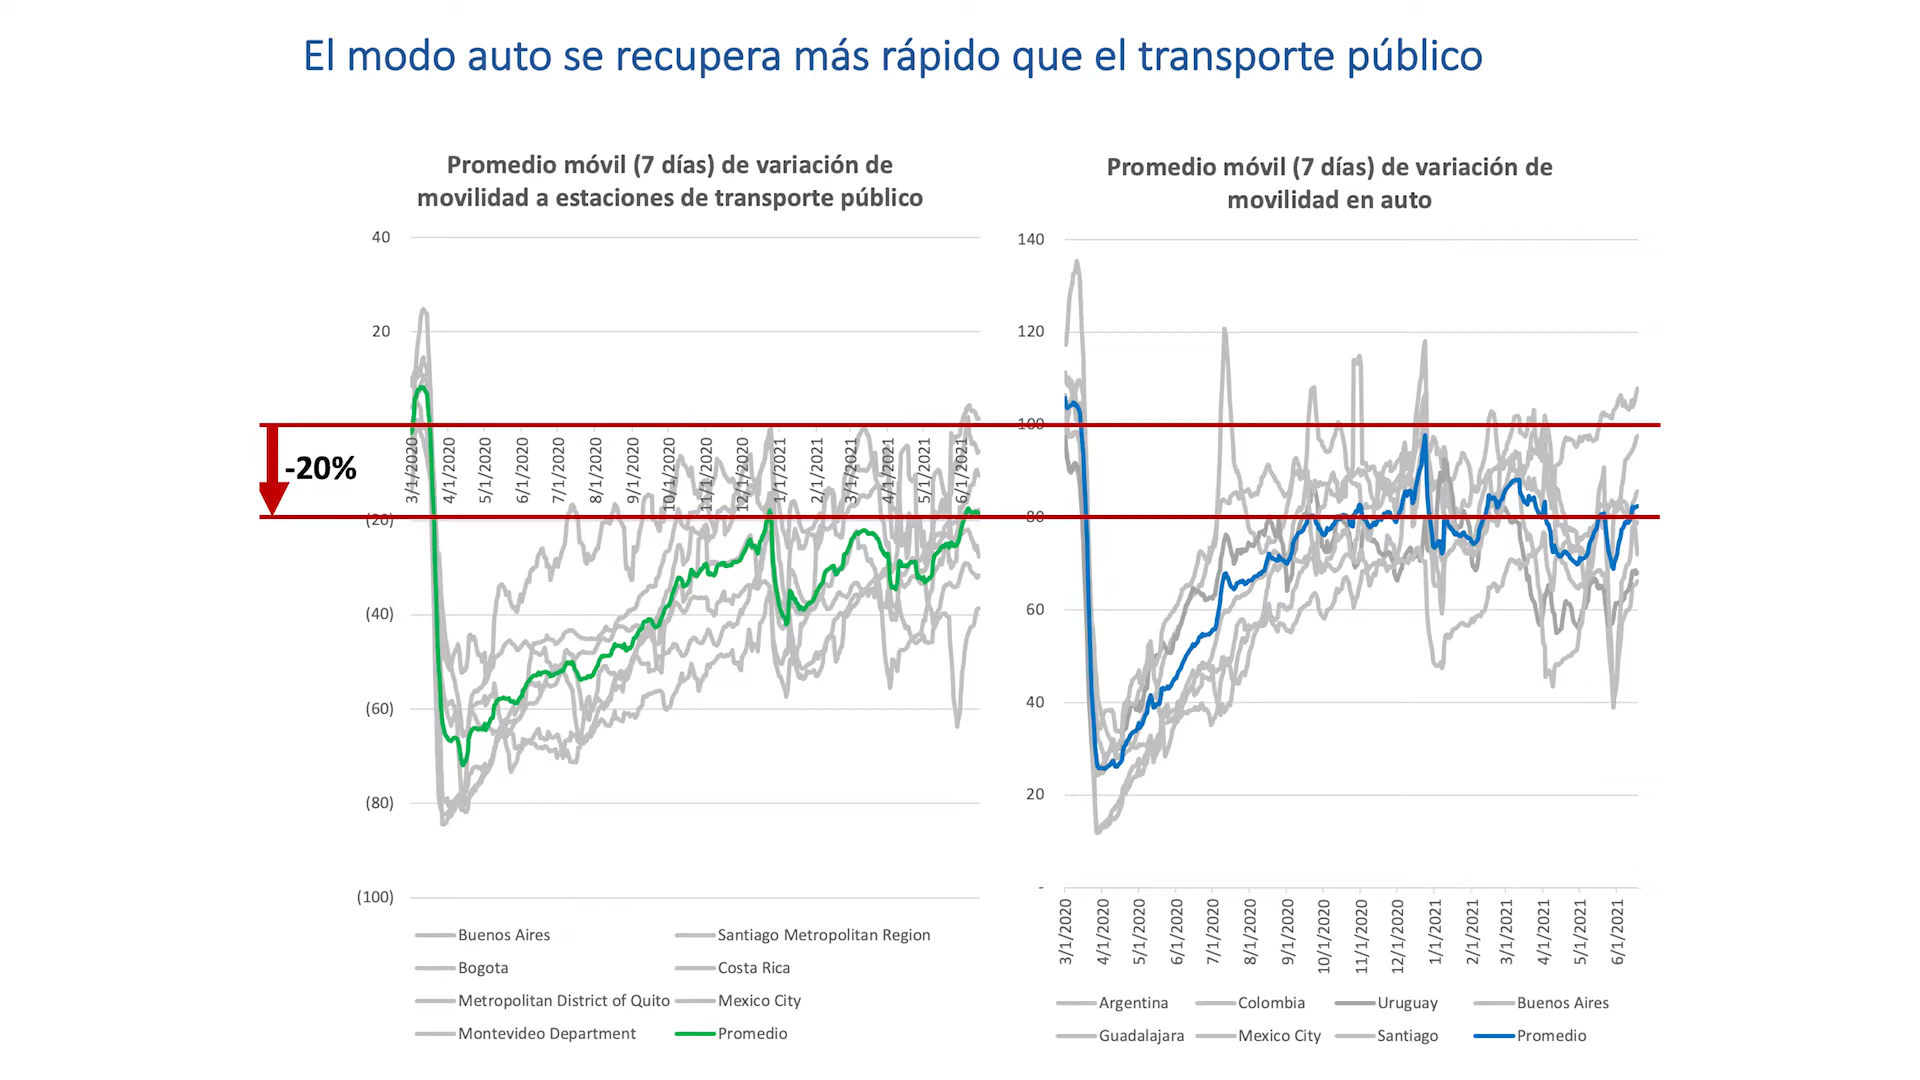 El modo auto se recupera más rápido que el transporte público
Promedio móvil (7 días) de variación de
movilidad a estaciones de transporte público
40
20
-20%
(20)
(40)
(60)
(80)
(100)
3/1/2020
4/1/2020
5/1/2020
6/1/2020
7/1/2020
8/1/2020
9/1/2020
10/1/2020
11/1/2020
12/1/2020
1/1/2021
2/1/2021
3/1/2021
4/1/2021
5/1/2021
6/1/2021
Buenos Aires
Santiago Metropolitan Region
Bogota
Costa Rica
Metropolitan District of Quito
Mexico City
Montevideo Department
Promedio
Promedio móvil (7 días) de variación de
movilidad en auto
140
120
100
80
60
40
20
-
3/1/2020
4/1/2020
5/1/2020
6/1/2020
7/1/2020
8/1/2020
9/1/2020
10/1/2020
11/1/2020
12/1/2020
1/1/2021
2/1/2021
3/1/2021
4/1/2021
5/1/2021
6/1/2021
Argentina
Colombia
Uruguay
Buenos Aires
Guadalajara
Mexico City
Santiago
Promedio